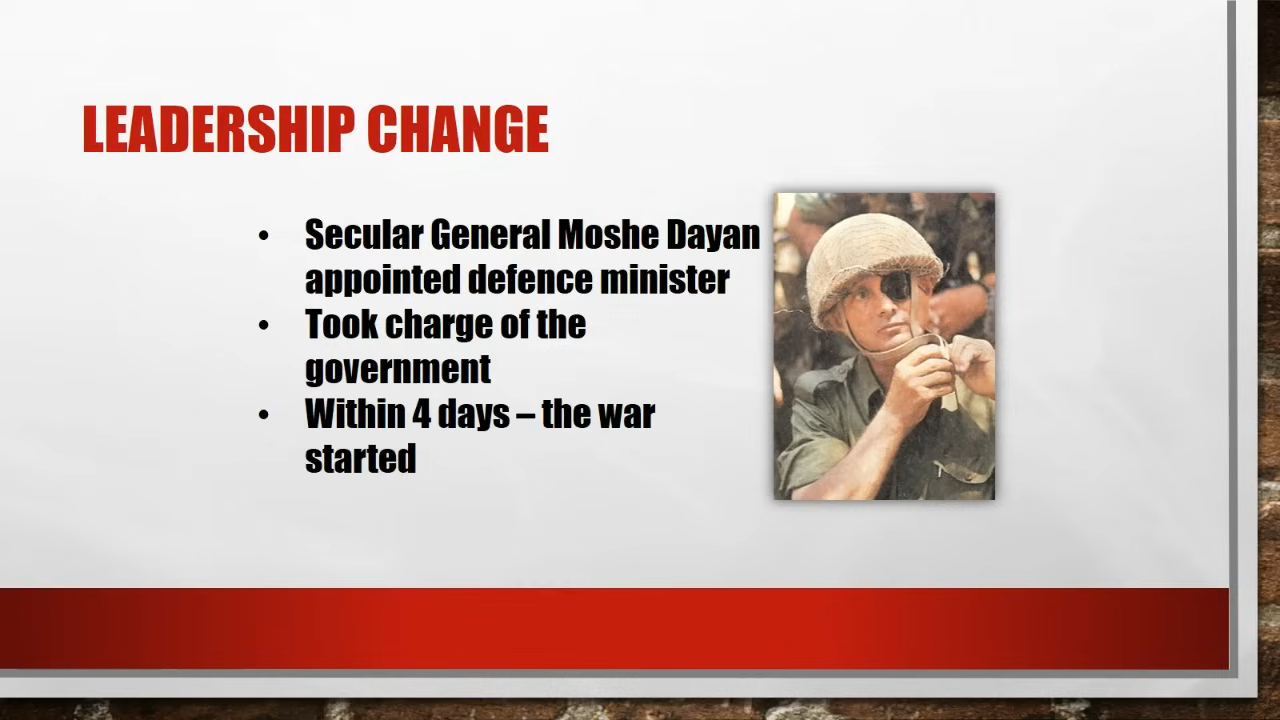 LEADERSHIP CHANGE
• Secular General Moshe Dayan
appointed defence minister
• Took charge of the
government
• Within 4 days – the war
started